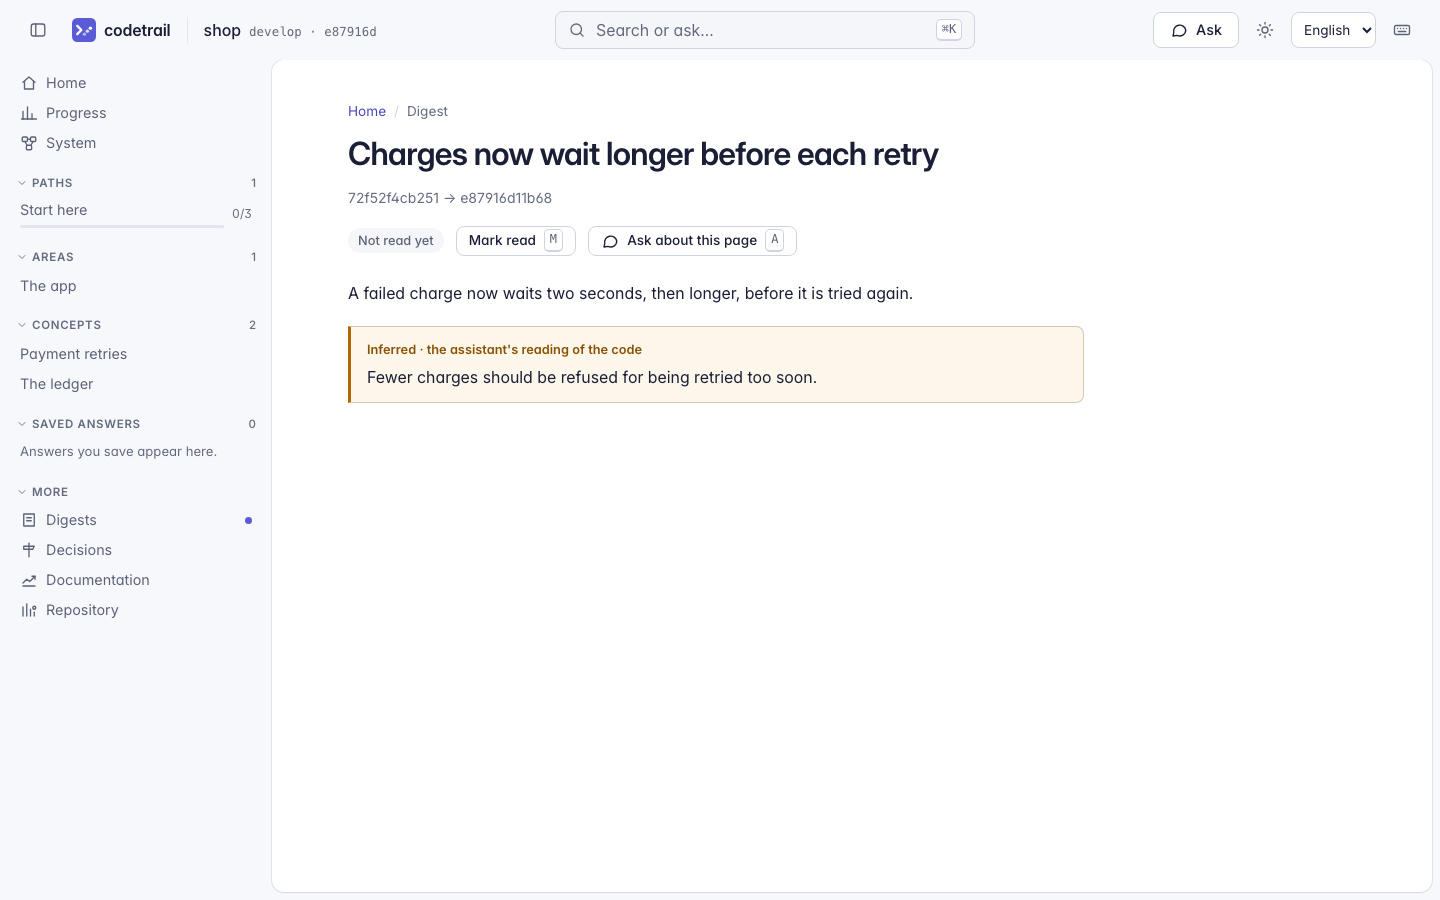 codetrail
shop develop · e87916d
Search or ask...
⌘K
Ask
English
Home
Progress
System
PATHS 1
Start here 0/3
AREAS 1
The app
CONCEPTS 2
Payment retries
The ledger
SAVED ANSWERS 0
Answers you save appear here.
MORE
Digests
Decisions
Documentation
Repository
Home / Digest
Charges now wait longer before each retry
72f52f4cb251 → e87916d11b68
Not read yet
Mark read M
Ask about this page A
A failed charge now waits two seconds, then longer, before it is tried again.
Inferred · the assistant's reading of the code
Fewer charges should be refused for being retried too soon.